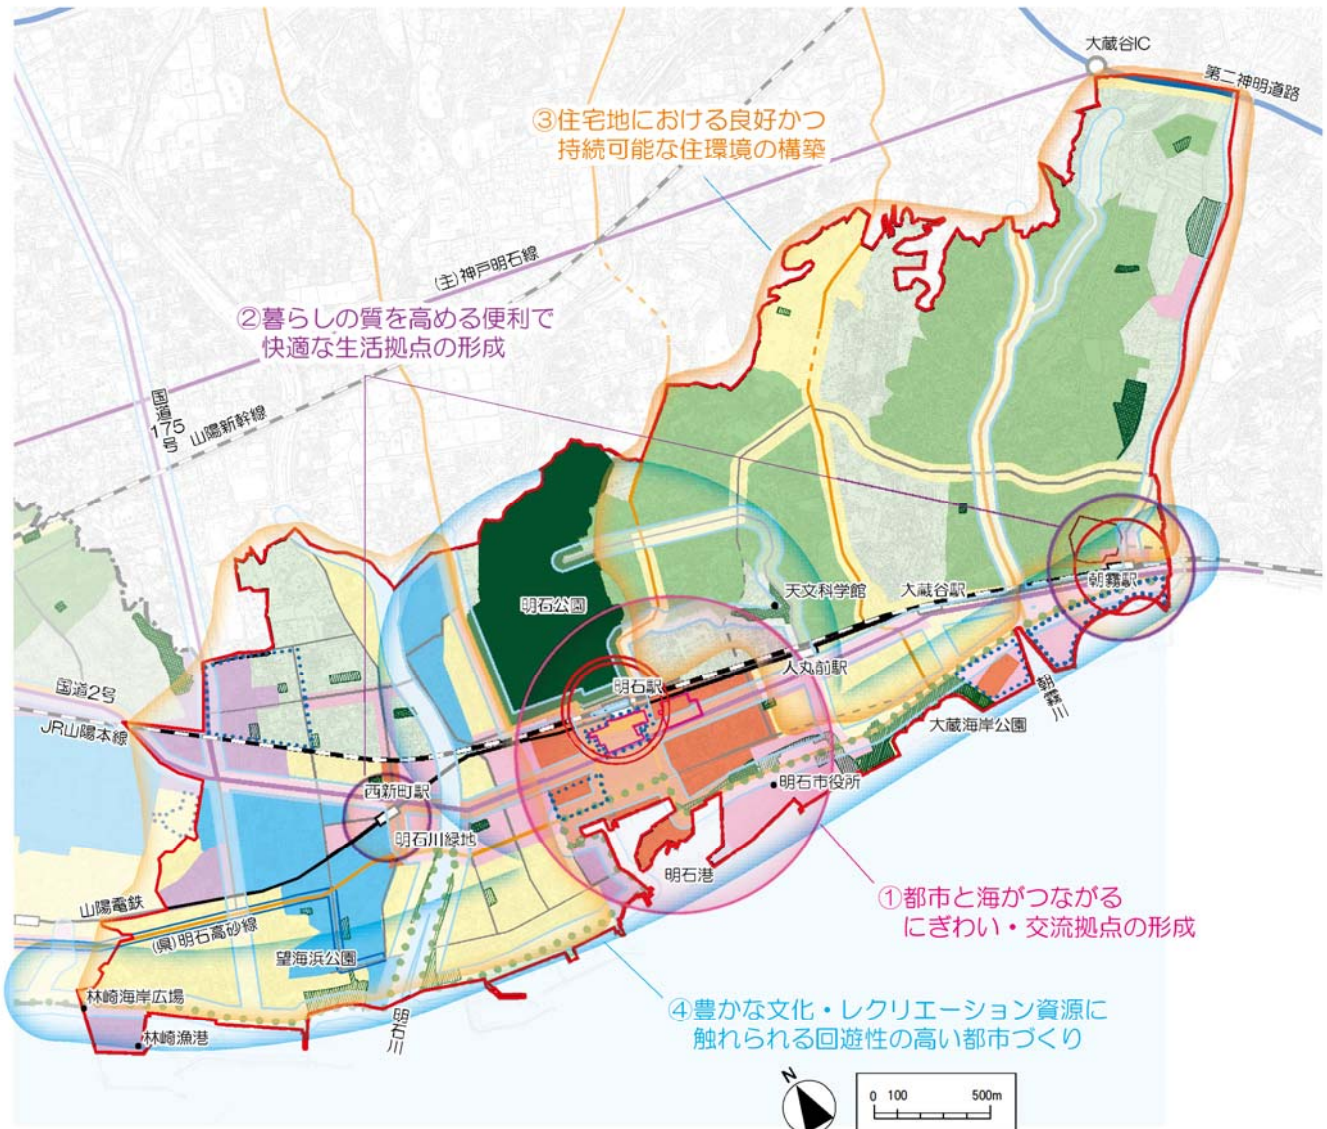 大蔵谷IC
第二神明道路
③住宅地における良好かつ
持続可能な住環境の構築
(主)神戸明石線
②暮らしの質を高める便利で
快適な生活拠点の形成
国道
175
号
山陽新幹線
明石公園
天文科学館
大蔵谷駅
朝霧駅
人丸前駅
明石駅
国道2号
JR山陽本線
朝霧川
大蔵海岸公園
明石市役所
西新町駅
明石川緑地
明石港
①都市と海がつながる
にぎわい・交流拠点の形成
山陽電鉄
(県)明石高砂線
望海浜公園
林崎海岸広場
林崎漁港
明石川
④豊かな文化・レクリエーション資源に
触れられる回遊性の高い都市づくり
N
0 100 500m